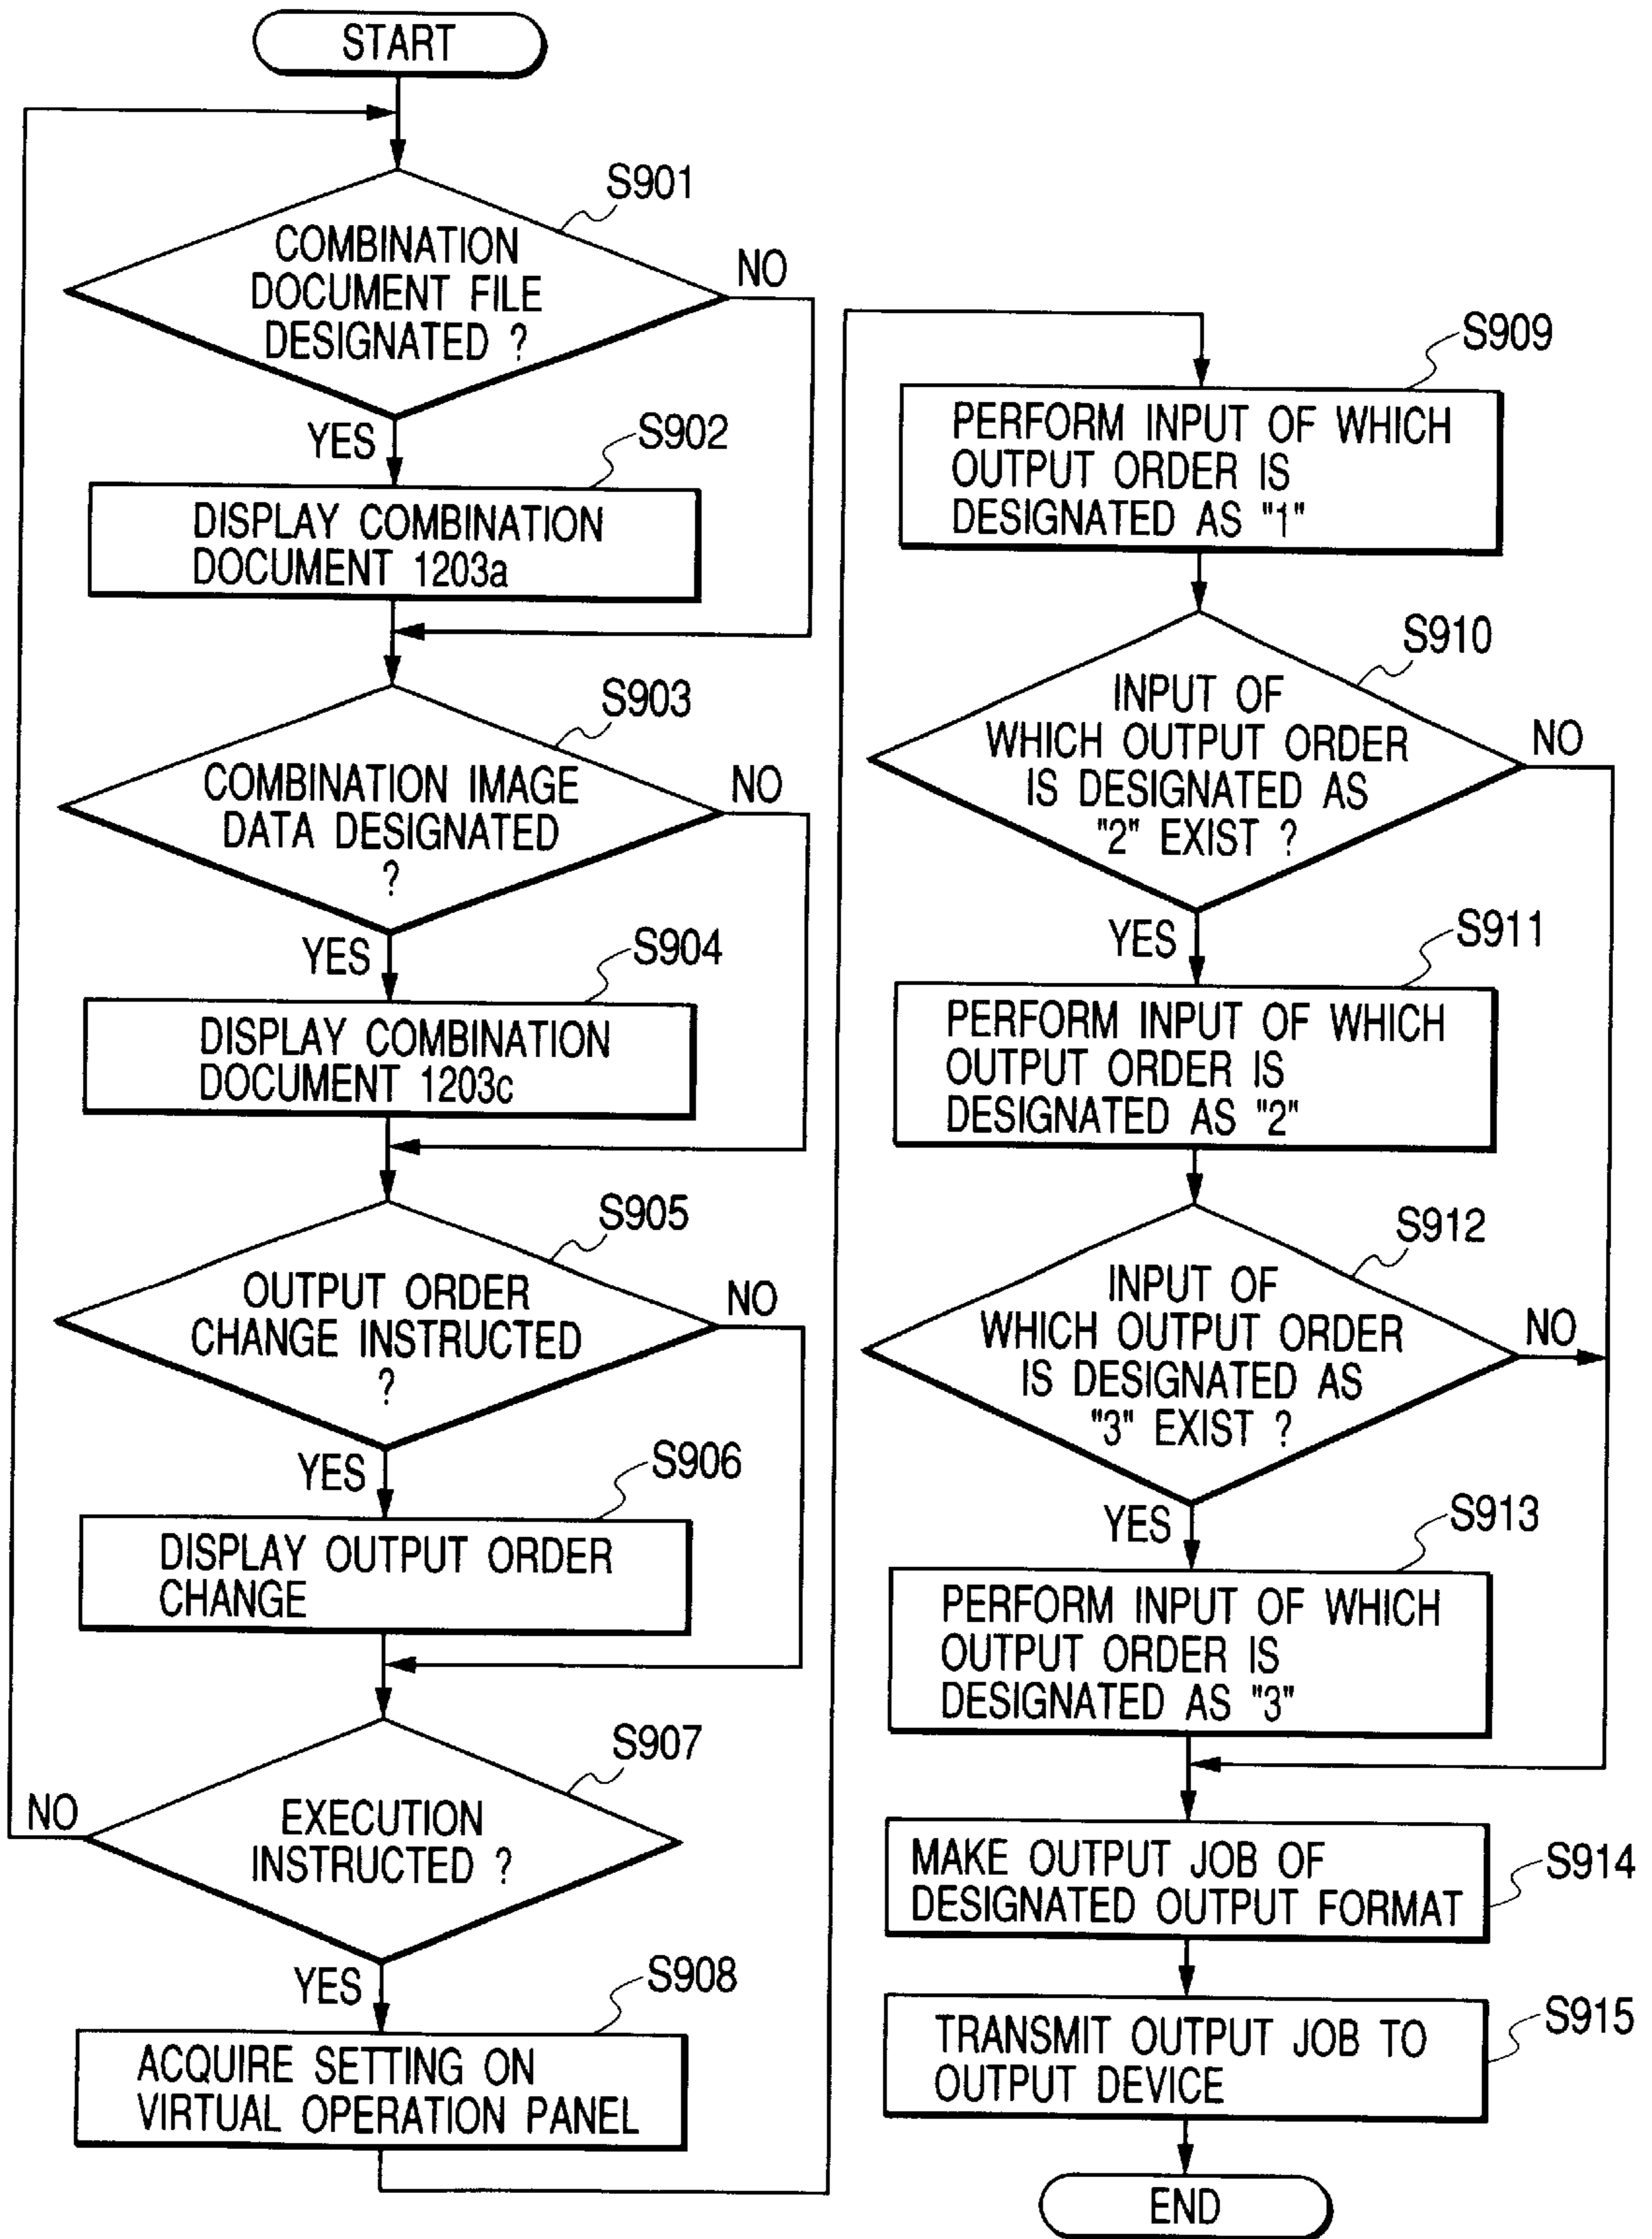 START
S901
COMBINATION
DOCUMENT FILE
DESIGNATED ?
NO
YES
S902
DISPLAY COMBINATION
DOCUMENT 1203a
S903
COMBINATION IMAGE
DATA DESIGNATED
?
NO
YES
S904
DISPLAY COMBINATION
DOCUMENT 1203c
S905
OUTPUT ORDER
CHANGE INSTRUCTED
?
NO
YES
S906
DISPLAY OUTPUT ORDER
CHANGE
S907
EXECUTION
INSTRUCTED ?
NO
YES
S908
ACQUIRE SETTING ON
VIRTUAL OPERATION PANEL
S909
PERFORM INPUT OF WHICH
OUTPUT ORDER IS
DESIGNATED AS "1"
S910
INPUT OF
WHICH OUTPUT ORDER
IS DESIGNATED AS
"2" EXIST ?
NO
YES
S911
PERFORM INPUT OF WHICH
OUTPUT ORDER IS
DESIGNATED AS "2"
S912
INPUT OF
WHICH OUTPUT ORDER
IS DESIGNATED AS
"3" EXIST ?
NO
YES
S913
PERFORM INPUT OF WHICH
OUTPUT ORDER IS
DESIGNATED AS "3"
MAKE OUTPUT JOB OF
DESIGNATED OUTPUT FORMAT
S914
TRANSMIT OUTPUT JOB TO
OUTPUT DEVICE
S915
END